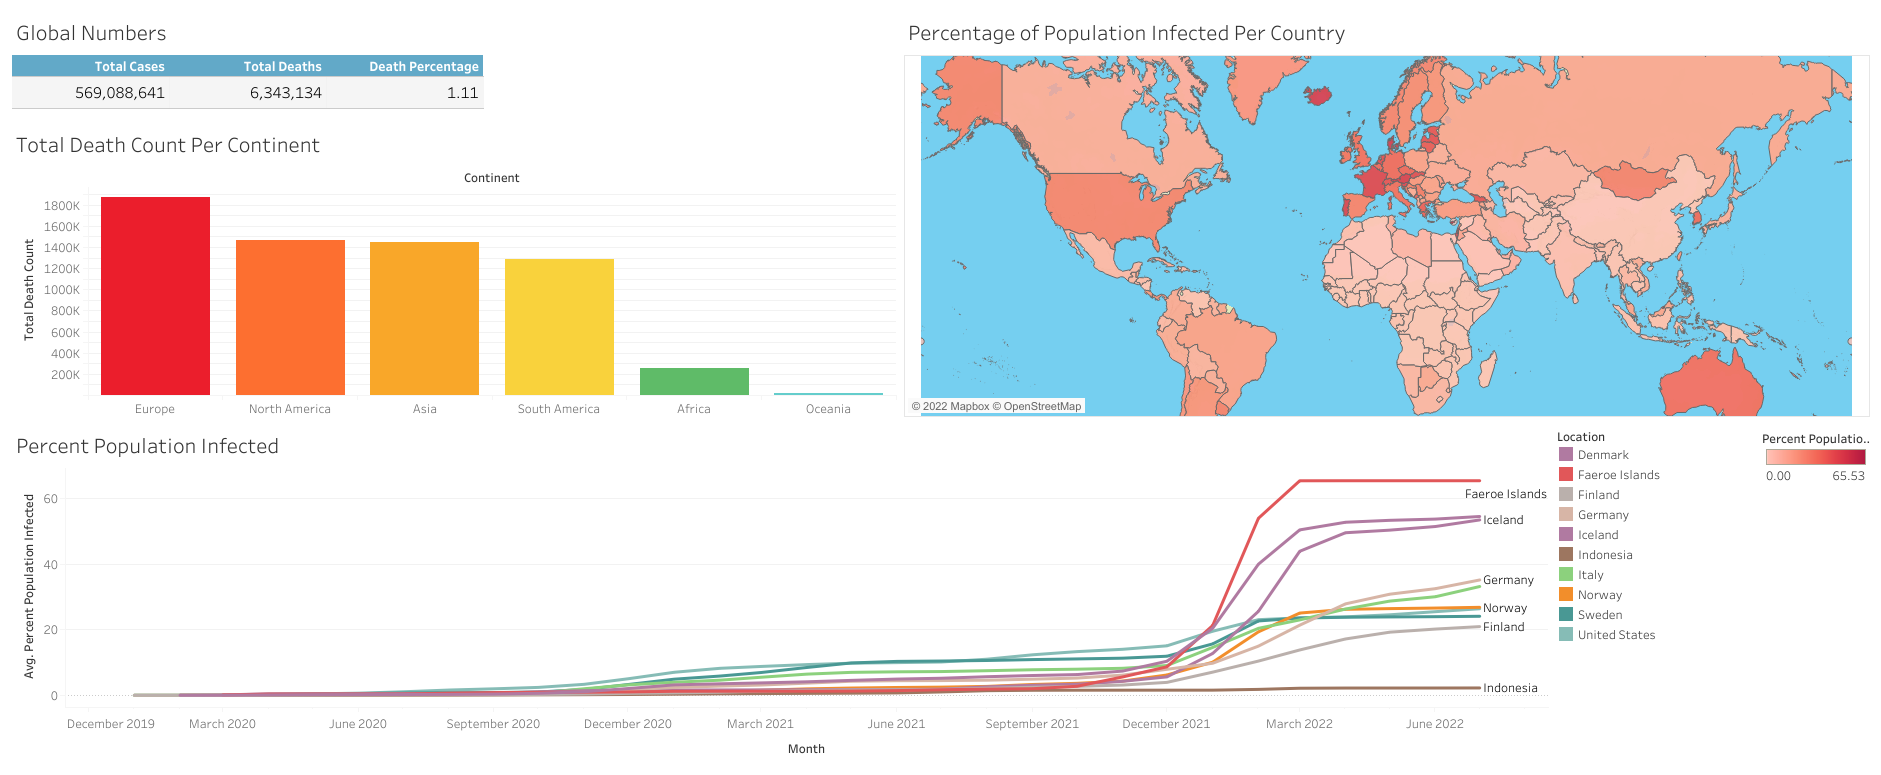 Global Numbers
Total Cases Total Deaths Death Percentage
569,088,641 6,343,134 1.11
Total Death Count Per Continent
Continent
Total Death Count
1800K
1600K
1400K
1200K
1000K
800K
600K
400K
200K
Europe North America Asia South America Africa Oceania
Percentage of Population Infected Per Country
© 2022 Mapbox © OpenStreetMap
Percent Population Infected
Avg. Percent Population Infected
60
40
20
0
Faeroe Islands
Iceland
Germany
Norway
Finland
Indonesia
December 2019 March 2020 June 2020 September 2020 December 2020 March 2021 June 2021 September 2021 December 2021 March 2022 June 2022
Month
Location
Denmark
Faeroe Islands
Finland
Germany
Iceland
Indonesia
Italy
Norway
Sweden
United States
Percent Populatio..
0.00 65.53